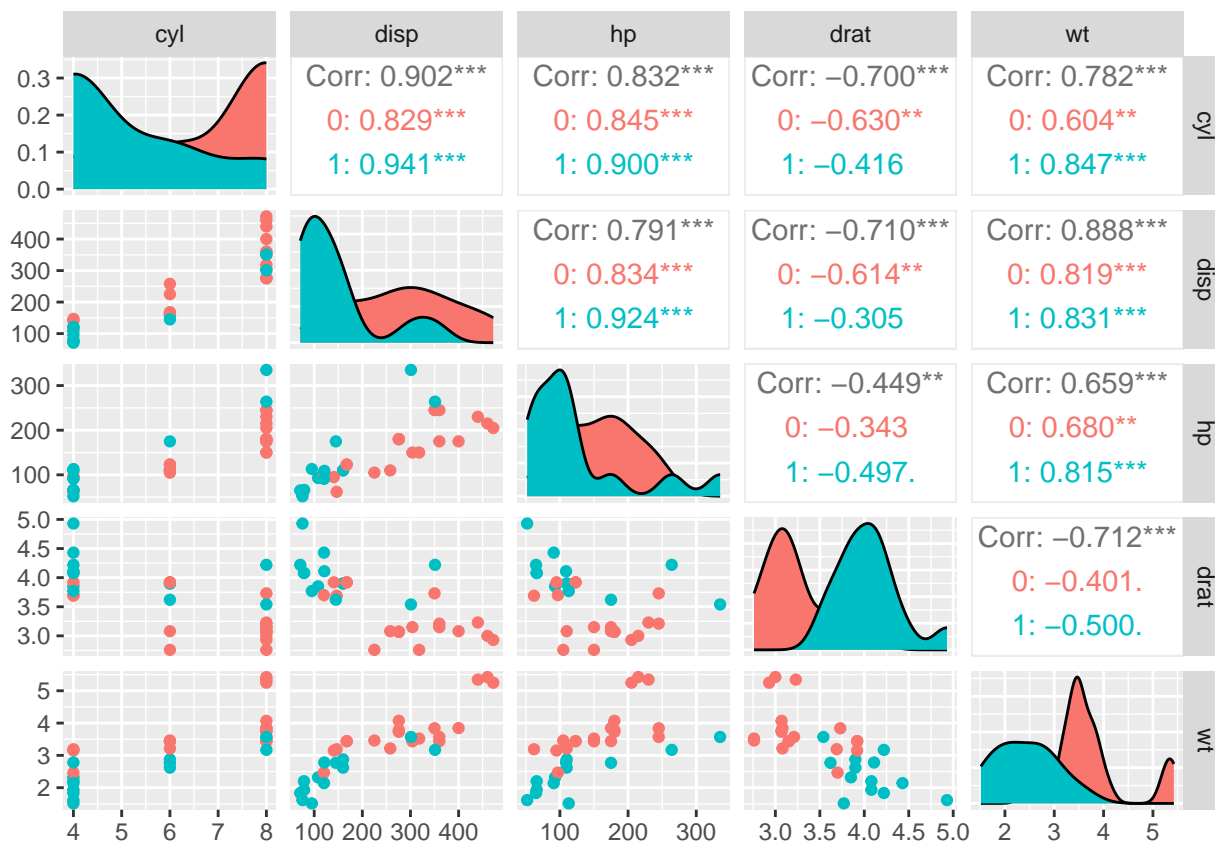 cyl disp hp drat wt
0.3 Corr: 0.902*** Corr: 0.832*** Corr: −0.700*** Corr: 0.782***
0.2 0: 0.829*** 0: 0.845*** 0: −0.630** 0: 0.604** cyl
0.1 1: 0.941*** 1: 0.900*** 1: −0.416 1: 0.847***
0.0
400 Corr: 0.791*** Corr: −0.710*** Corr: 0.888***
300 0: 0.834*** 0: −0.614** 0: 0.819*** disp
200 1: 0.924*** 1: −0.305 1: 0.831***
100
300 Corr: −0.449** Corr: 0.659***
200 0: −0.343 0: 0.680** hp
100 1: −0.497. 1: 0.815***
5.0
4.5 Corr: −0.712***
4.0 0: −0.401. drat
3.5 1: −0.500.
3.0
5
4
3 wt
2
4 5 6 7 8 100 200 300 400 100 200 300 3.0 3.5 4.0 4.5 5.0 2 3 4 5